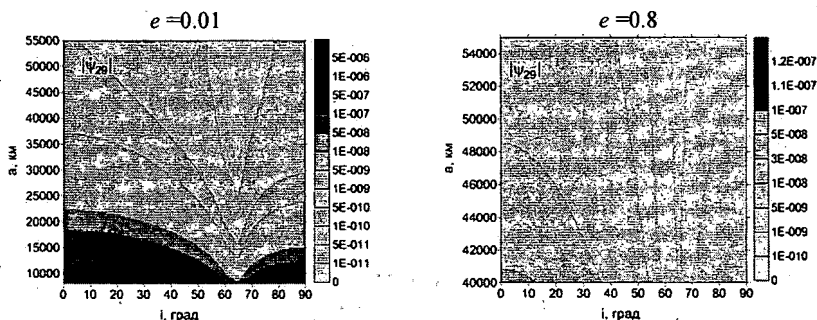 e =0.01
e =0.8
|ψ29|
55000
50000
45000
40000
35000
30000
25000
20000
15000
10000
a, км
0 10 20 30 40 50 60 70 80 90
i, град
5E-006
1E-006
5E-007
1E-007
5E-008
1E-008
5E-009
1E-009
5E-010
1E-010
5E-011
1E-011
0
|ψ29|
54000
52000
50000
48000
46000
44000
42000
40000
a, км
0 10 20 30 40 50 60 70 80 90
i, град
1.2E-007
1.1E-007
1E-007
5E-008
3E-008
1E-008
5E-009
1E-009
1E-010
0